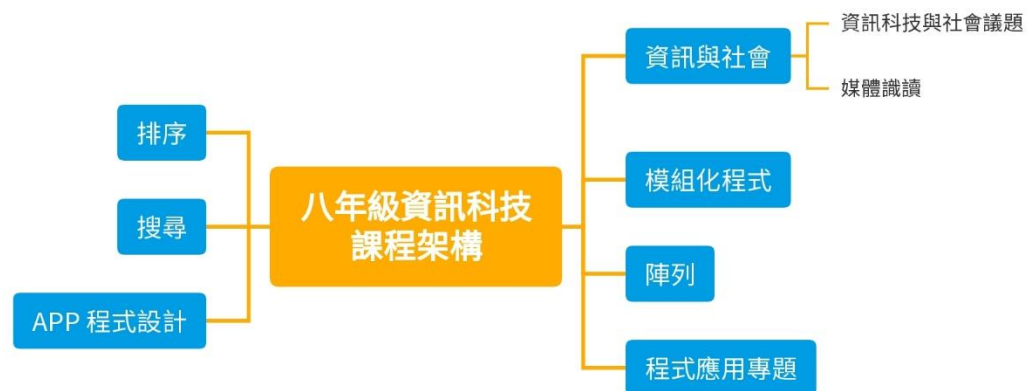 八年級資訊科技
課程架構
資訊與社會
資訊科技與社會議題
媒體識讀
模組化程式
陣列
程式應用專題
排序
搜尋
APP 程式設計